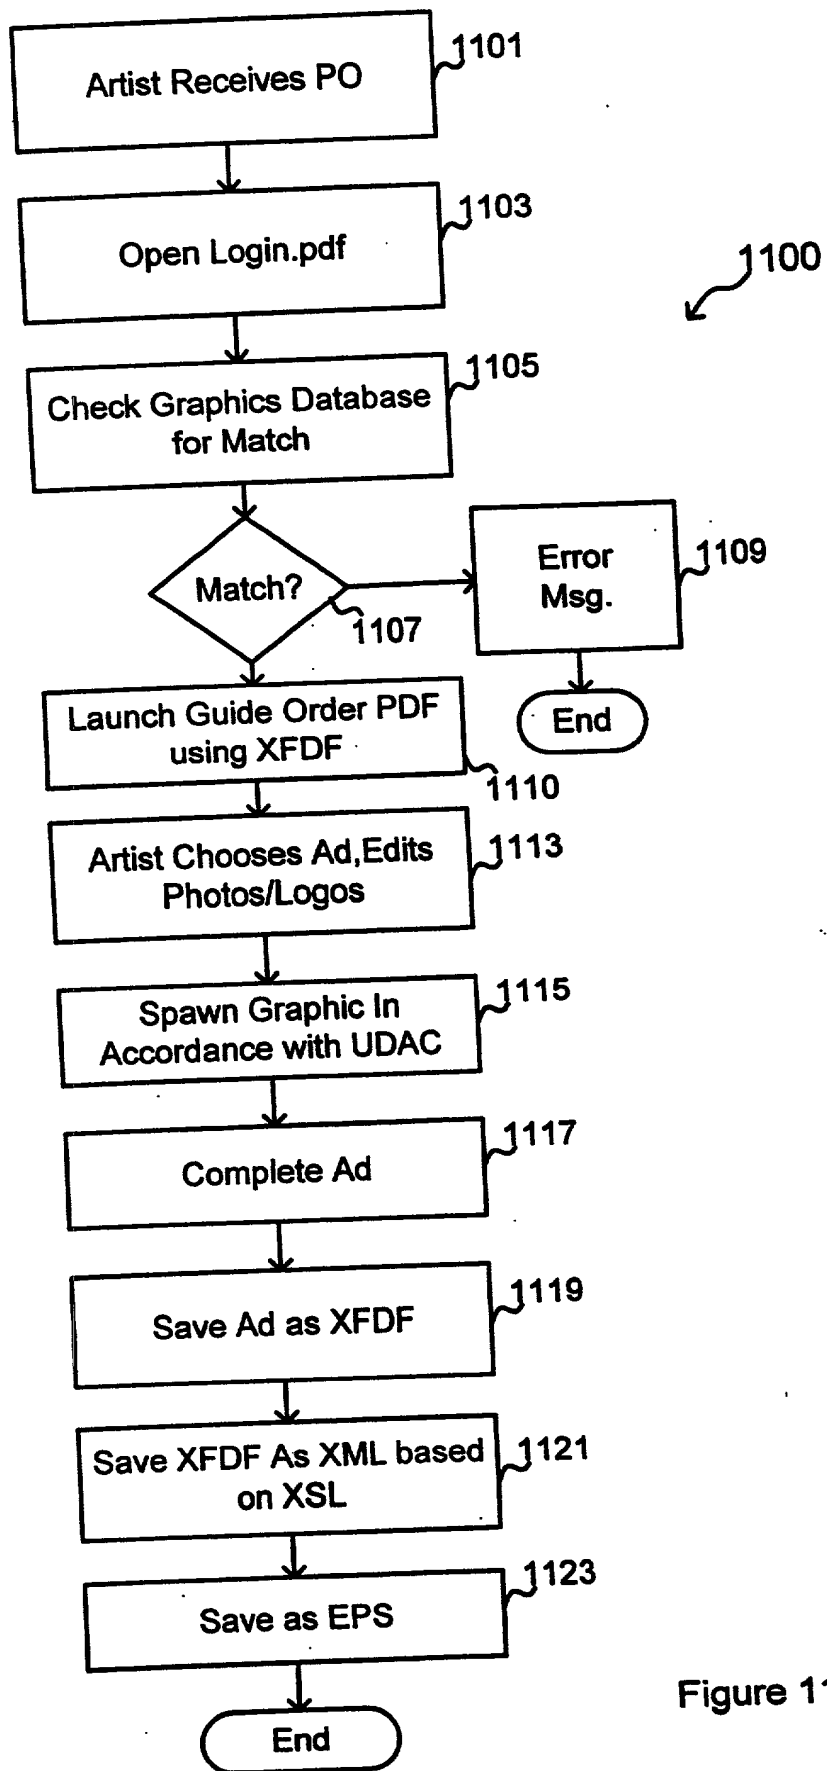 Artist Receives PO
1101
Open Login.pdf
1103
1100
Check Graphics Database
for Match
1105
Match?
1107
Error
Msg.
1109
End
Launch Guide Order PDF
using XFDF
1110
Artist Chooses Ad,Edits
Photos/Logos
1113
Spawn Graphic In
Accordance with UDAC
1115
Complete Ad
1117
Save Ad as XFDF
1119
Save XFDF As XML based
on XSL
1121
Save as EPS
1123
End
Figure 11